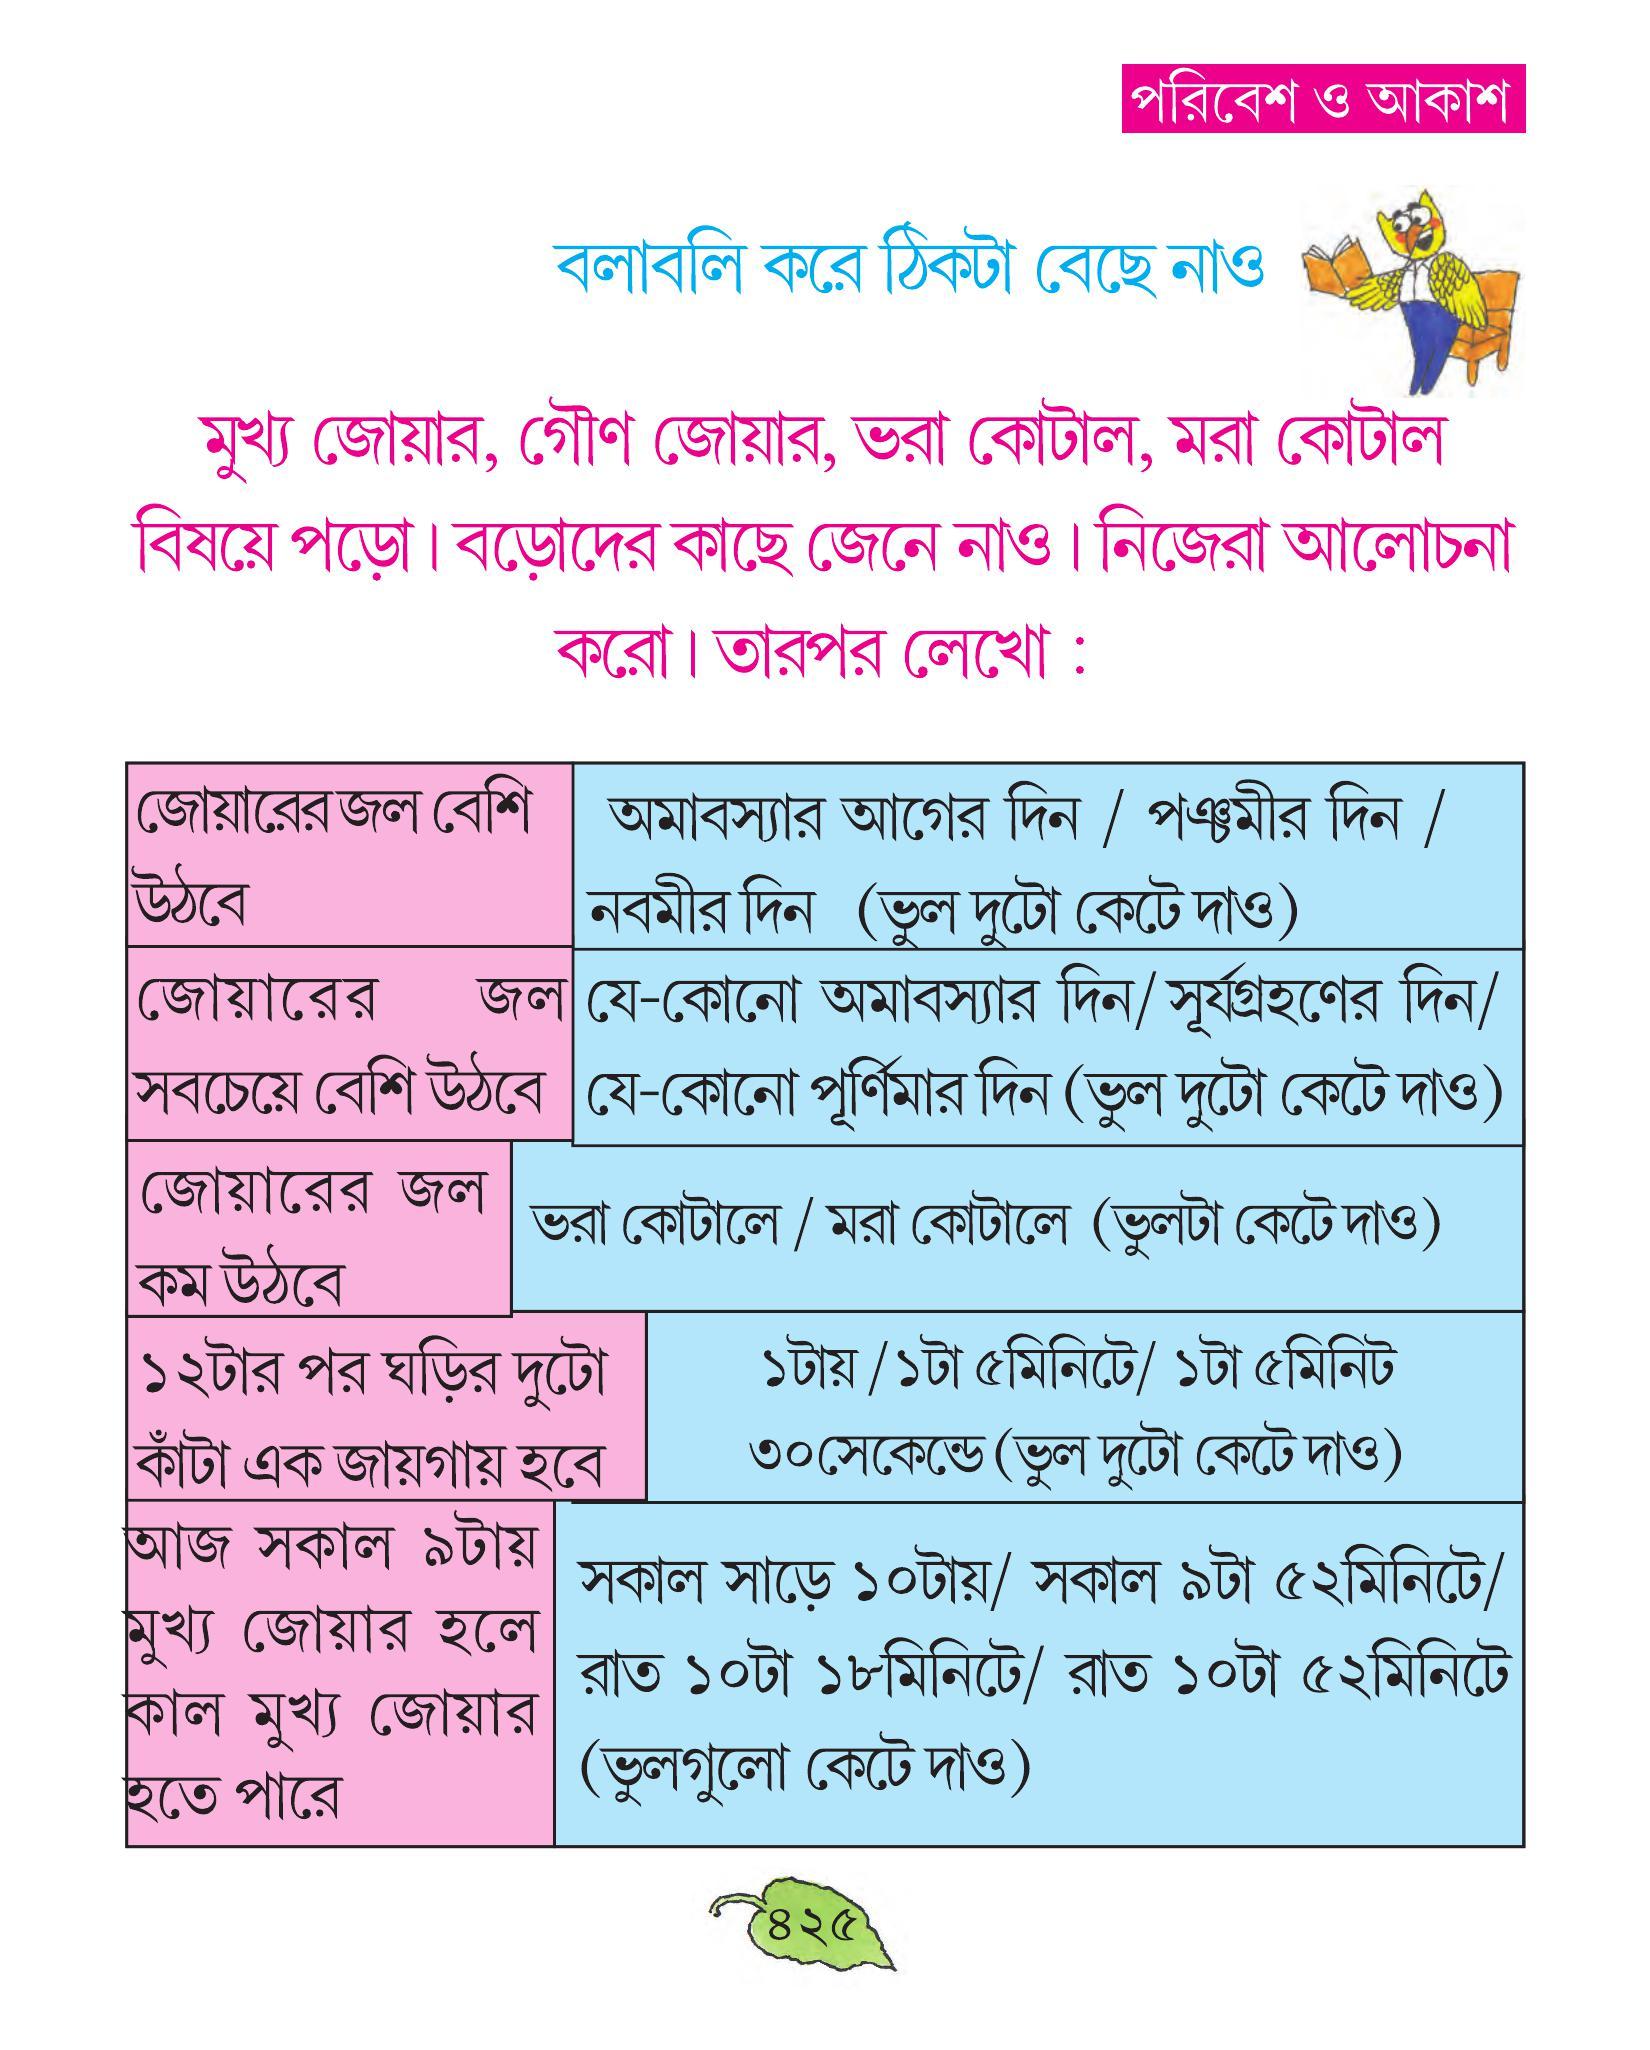 পরিবেশ ও আকাশ
বলাবলি করে ঠিকটা বেছে নাও
মুখ্য জোয়ার, গৌণ জোয়ার, ভরা কোটাল, মরা কোটাল
বিষয়ে পড়ো। বড়োদের কাছে জেনে নাও। নিজেরা আলোচনা
করো। তারপর লেখো :
জোয়ারের জল বেশি
উঠবে
অমাবস্যার আগের দিন / পঞ্চমীর দিন /
নবমীর দিন (ভুল দুটো কেটে দাও)
জোয়ারের জল
সবচেয়ে বেশি উঠবে
যে-কোনো অমাবস্যার দিন/ সূর্যগ্রহণের দিন/
যে-কোনো পূর্ণিমার দিন (ভুল দুটো কেটে দাও)
জোয়ারের জল
কম উঠবে
ভরা কোটালে / মরা কোটালে (ভুলটা কেটে দাও)
১২টার পর ঘড়ির দুটো
কাঁটা এক জায়গায় হবে
১টায় /১টা ৫মিনিটে/ ১টা ৫মিনিট
৩০সেকেন্ডে (ভুল দুটো কেটে দাও)
আজ সকাল ৯টায়
মুখ্য জোয়ার হলে
কাল মুখ্য জোয়ার
হতে পারে
সকাল সাড়ে ১০টায়/ সকাল ৯টা ৫২মিনিটে/
রাত ১০টা ১৮মিনিটে/ রাত ১০টা ৫২মিনিটে
(ভুলগুলো কেটে দাও)
৪২৫